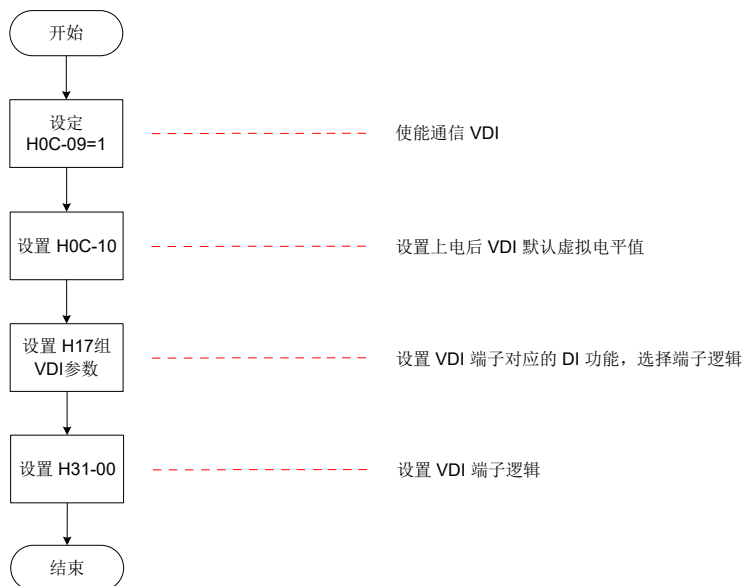 开始
设定
H0C-09=1
使能通信 VDI
设置 H0C-10
设置上电后 VDI 默认虚拟电平值
设置 H17组
VDI参数
设置 VDI 端子对应的 DI 功能，选择端子逻辑
设置 H31-00
设置 VDI 端子逻辑
结束